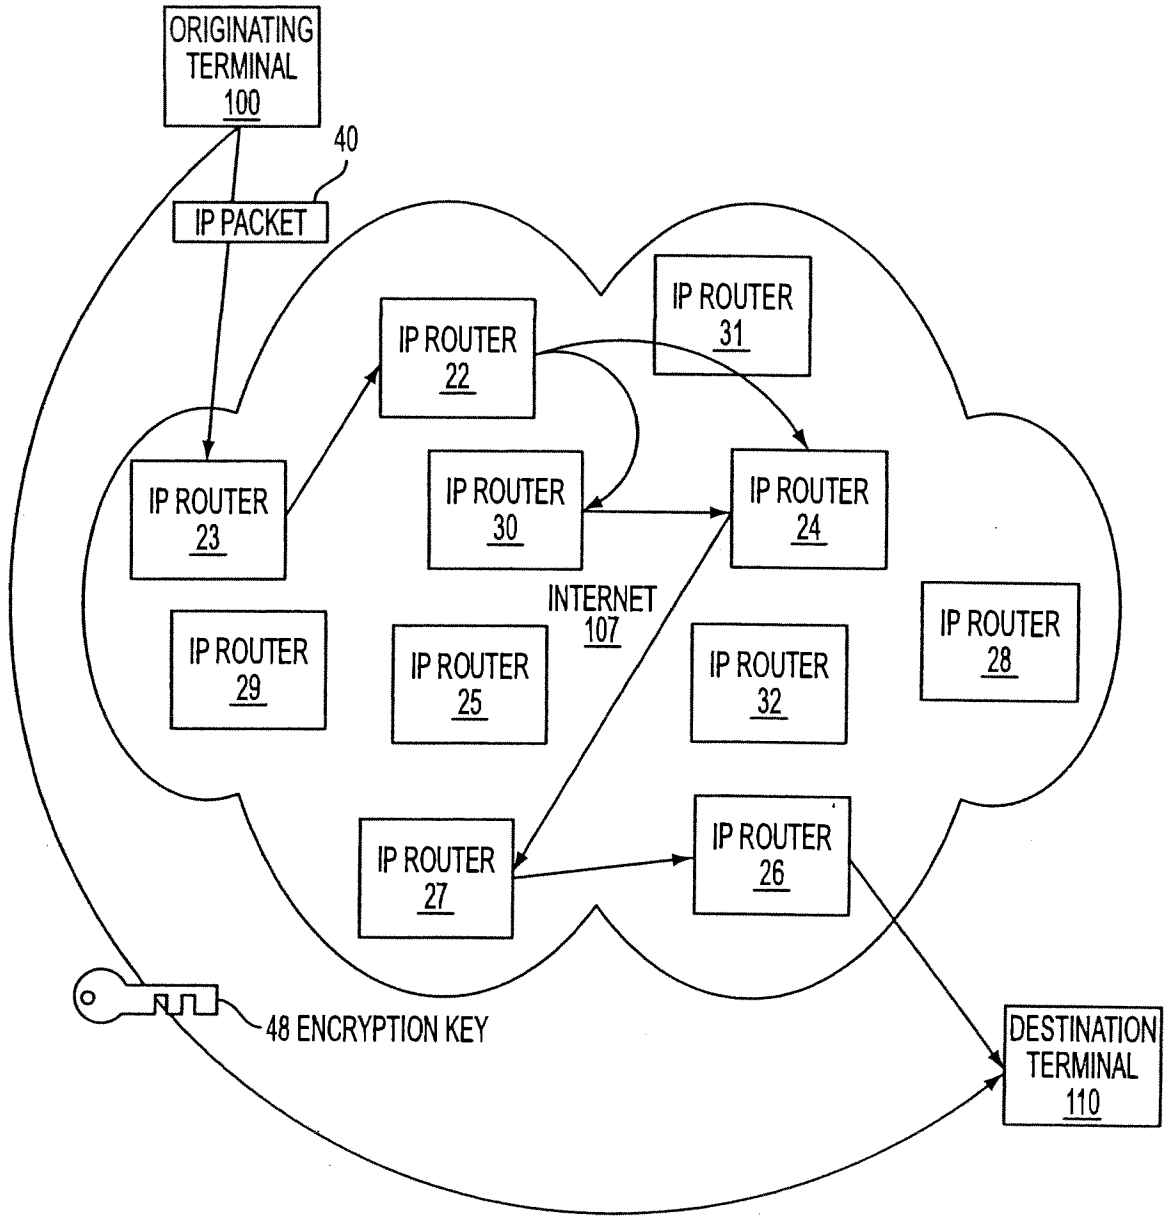 ORIGINATING
TERMINAL
100
40
IP PACKET
IP ROUTER
31
IP ROUTER
22
IP ROUTER
23
IP ROUTER
30
IP ROUTER
24
INTERNET
107
IP ROUTER
29
IP ROUTER
25
IP ROUTER
32
IP ROUTER
28
IP ROUTER
27
IP ROUTER
26
48 ENCRYPTION KEY
DESTINATION
TERMINAL
110